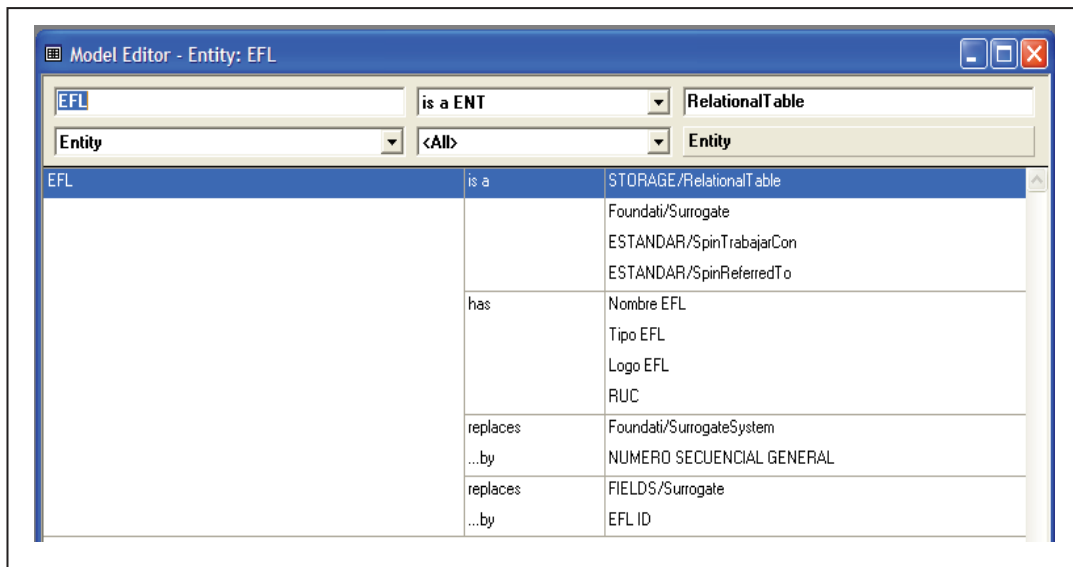 Model Editor - Entity: EFL
EFL is a ENT RelationalTable
Entity <All> Entity
EFL is a STORAGE/RelationalTable
Foundati/Surrogate
ESTANDAR/SpinTrabajarCon
ESTANDAR/SpinReferredTo
has Nombre EFL
Tipo EFL
Logo EFL
RUC
replaces Foundati/SurrogateSystem
...by NUMERO SECUENCIAL GENERAL
replaces FIELDS/Surrogate
...by EFL ID